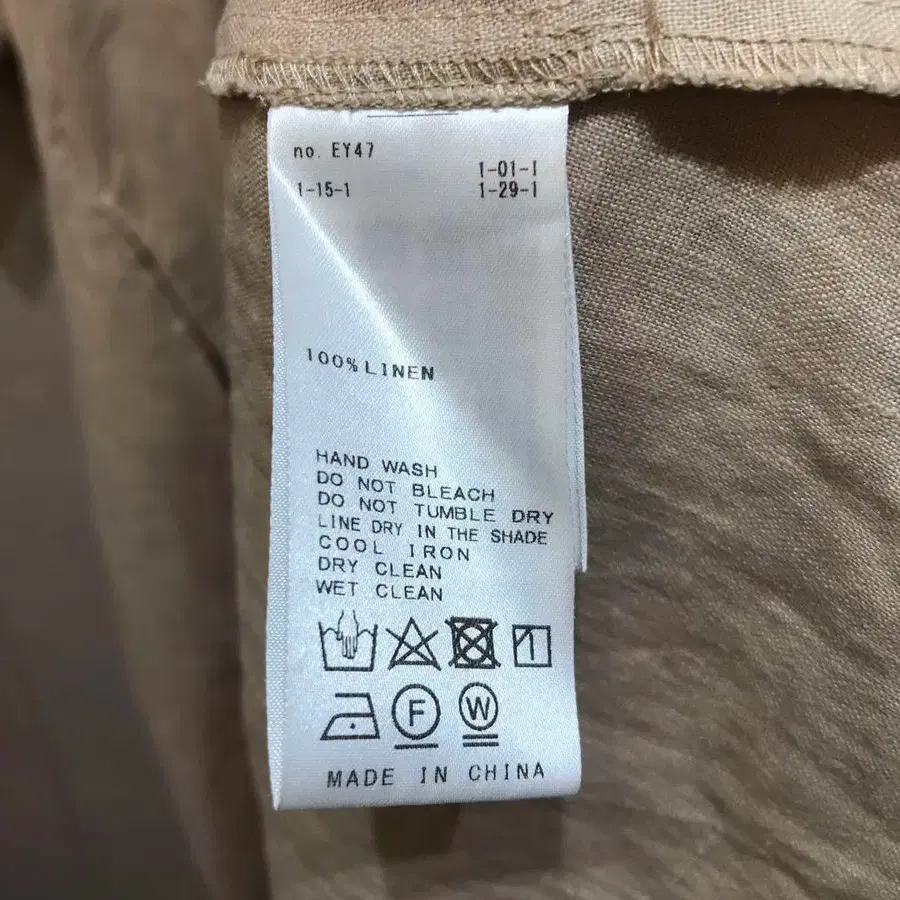 no. EY47
1-01-1
1-15-1 1-29-1
100% LINEN
HAND WASH
DO NOT BLEACH
DO NOT TUMBLE DRY
LINE DRY IN THE SHADE
COOL IRON
DRY CLEAN
WET CLEAN
F W
MADE IN CHINA